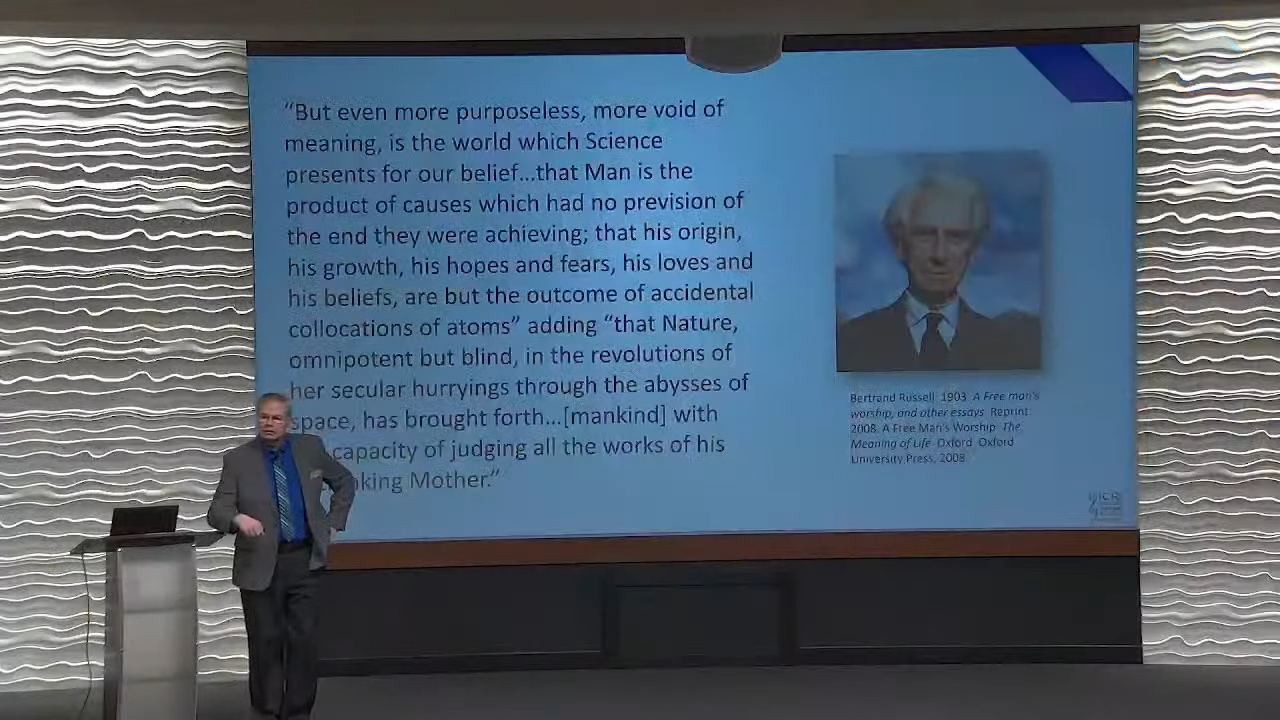 “But even more purposeless, more void of
meaning, is the world which Science
presents for our belief...that Man is the
product of causes which had no prevision of
the end they were achieving; that his origin,
his growth, his hopes and fears, his loves and
his beliefs, are but the outcome of accidental
collocations of atoms” adding “that Nature,
omnipotent but blind, in the revolutions of
her secular hurryings through the abysses of
space, has brought forth...[mankind] with
capacity of judging all the works of his
Mother.”
Bertrand Russell 1903 A Free man's
worship, and other essays Reprint
2008. A Free Man's Worship The
Meaning of Life Oxford Oxford
University Press, 2008
ICR